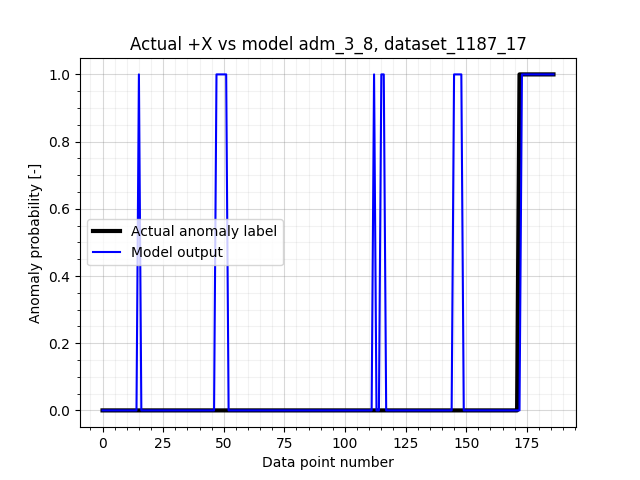 Actual +X vs model adm_3_8, dataset_1187_17
Anomaly probability [-]
1.0
0.8
0.6
0.4
0.2
0.0
Actual anomaly label
Model output
0 25 50 75 100 125 150 175
Data point number